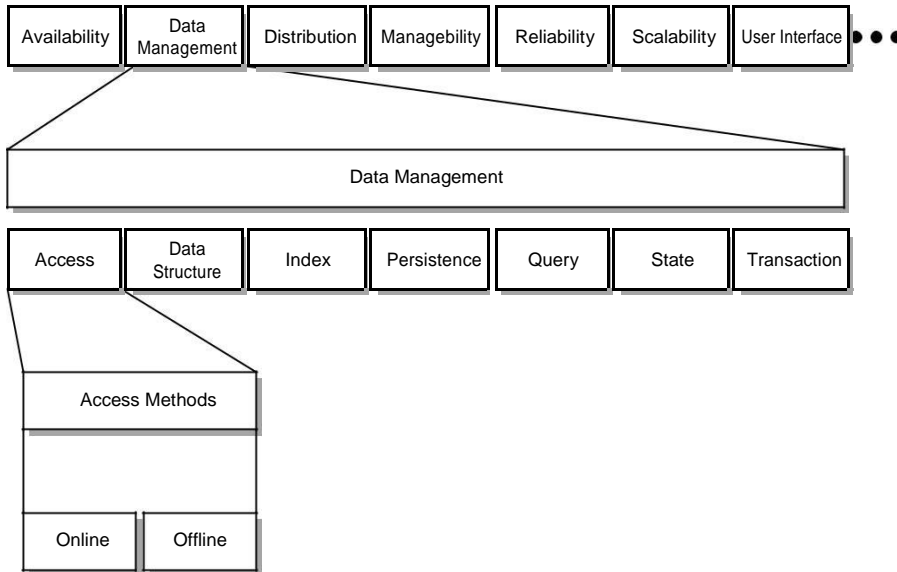 Availability
Data
Management
Distribution
Managebility
Reliability
Scalability
User Interface
Data Management
Access
Data
Structure
Index
Persistence
Query
State
Transaction
Access Methods
Online
Offline